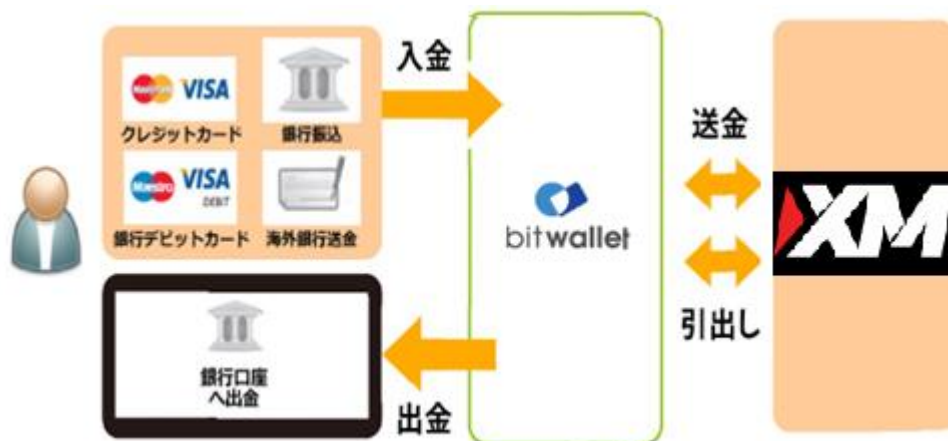 入金
MasterCard VISA
クレジットカード
銀行振込
Maestro VISA
DEBIT
銀行デビットカード
海外銀行送金
bitwallet
送金
XM
引出し
銀行口座
へ出金
出金